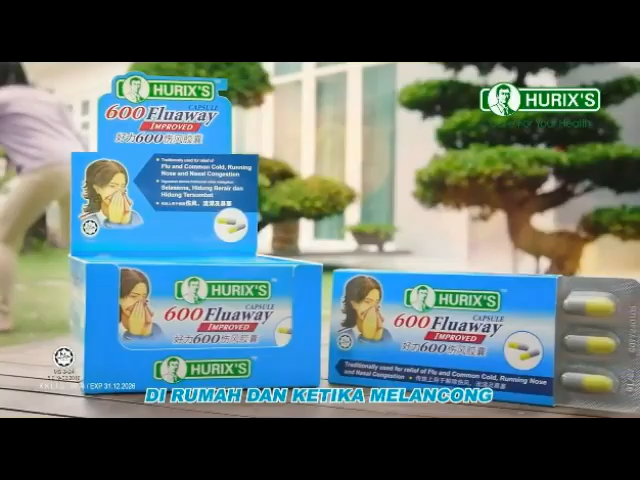 HURIX'S
For Your Health
HURIX'S
CAPSULE
600 Fluaway
IMPROVED
好力600伤风胶囊
Traditionally used for relief of
Flu and Common Cold, Running
Nose and Nasal Congestion
Selesema, Hidung Berair dan
Hidung Tersumbat
HURIX'S
CAPSULE
600 Fluaway
IMPROVED
好力600伤风胶囊
HURIX'S
HURIX'S
CAPSULE
600 Fluaway
IMPROVED
好力600伤风胶囊
Traditionally used for relief of Flu and Common Cold, Running Nose
and Nasal Congestion
/ EXP 31.12.2026
DI RUMAH DAN KETIKA MELANCONG